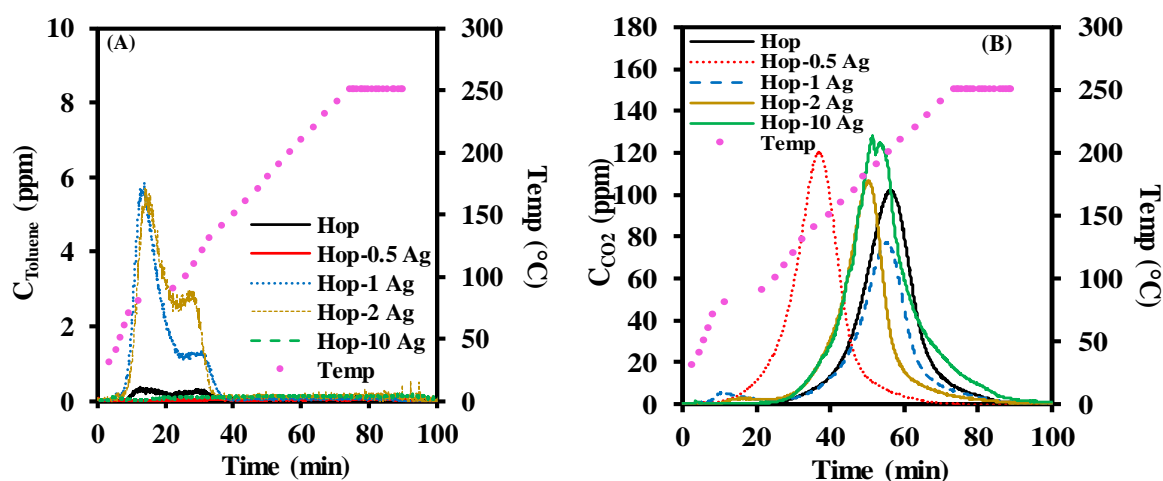 (A)
10
8
6
4
2
0
C Toluene (ppm)
300
250
200
150
100
50
0
Temp (°C)
Hop
Hop-0.5 Ag
Hop-1 Ag
Hop-2 Ag
Hop-10 Ag
Temp
0 20 40 60 80 100
Time (min)
(B)
180
160
140
120
100
80
60
40
20
0
C CO2 (ppm)
Hop
Hop-0.5 Ag
Hop-1 Ag
Hop-2 Ag
Hop-10 Ag
Temp
300
250
200
150
100
50
0
Temp (°C)
0 20 40 60 80 100
Time (min)